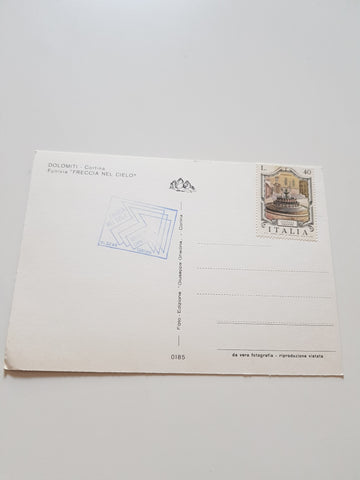 DOLOMITI - Cortina
Funivia "FRECCIA NEL CIELO"
L. 40
ITALIA
Foto - Edizione "Giuseppe Ghedina" - Cortina
0185
da vera fotografia - riproduzione vietata